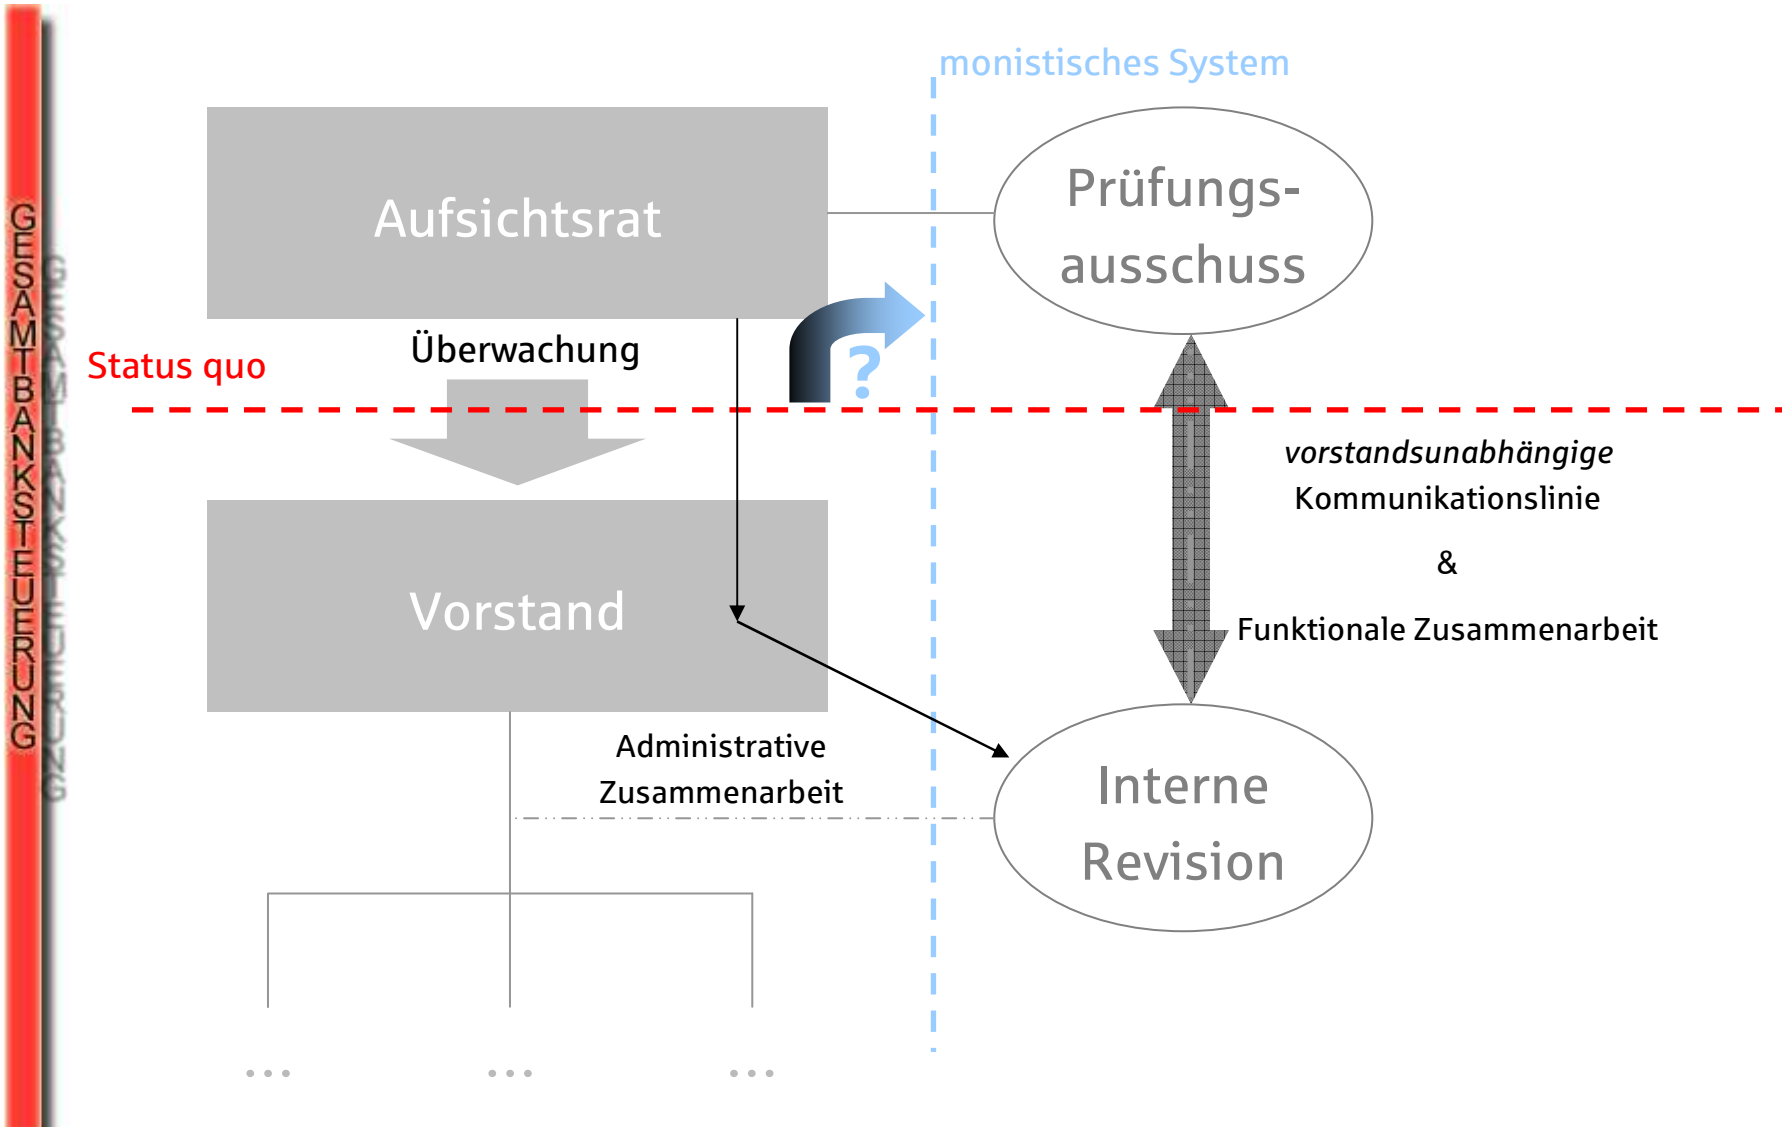 GESAMTBANKSTEUERUNG
monistisches System
Aufsichtsrat
Prüfungs-
ausschuss
Überwachung
Status quo
?
vorstandsunabhängige
Kommunikationslinie
&
Funktionale Zusammenarbeit
Vorstand
Administrative
Zusammenarbeit
Interne
Revision
... ... ...